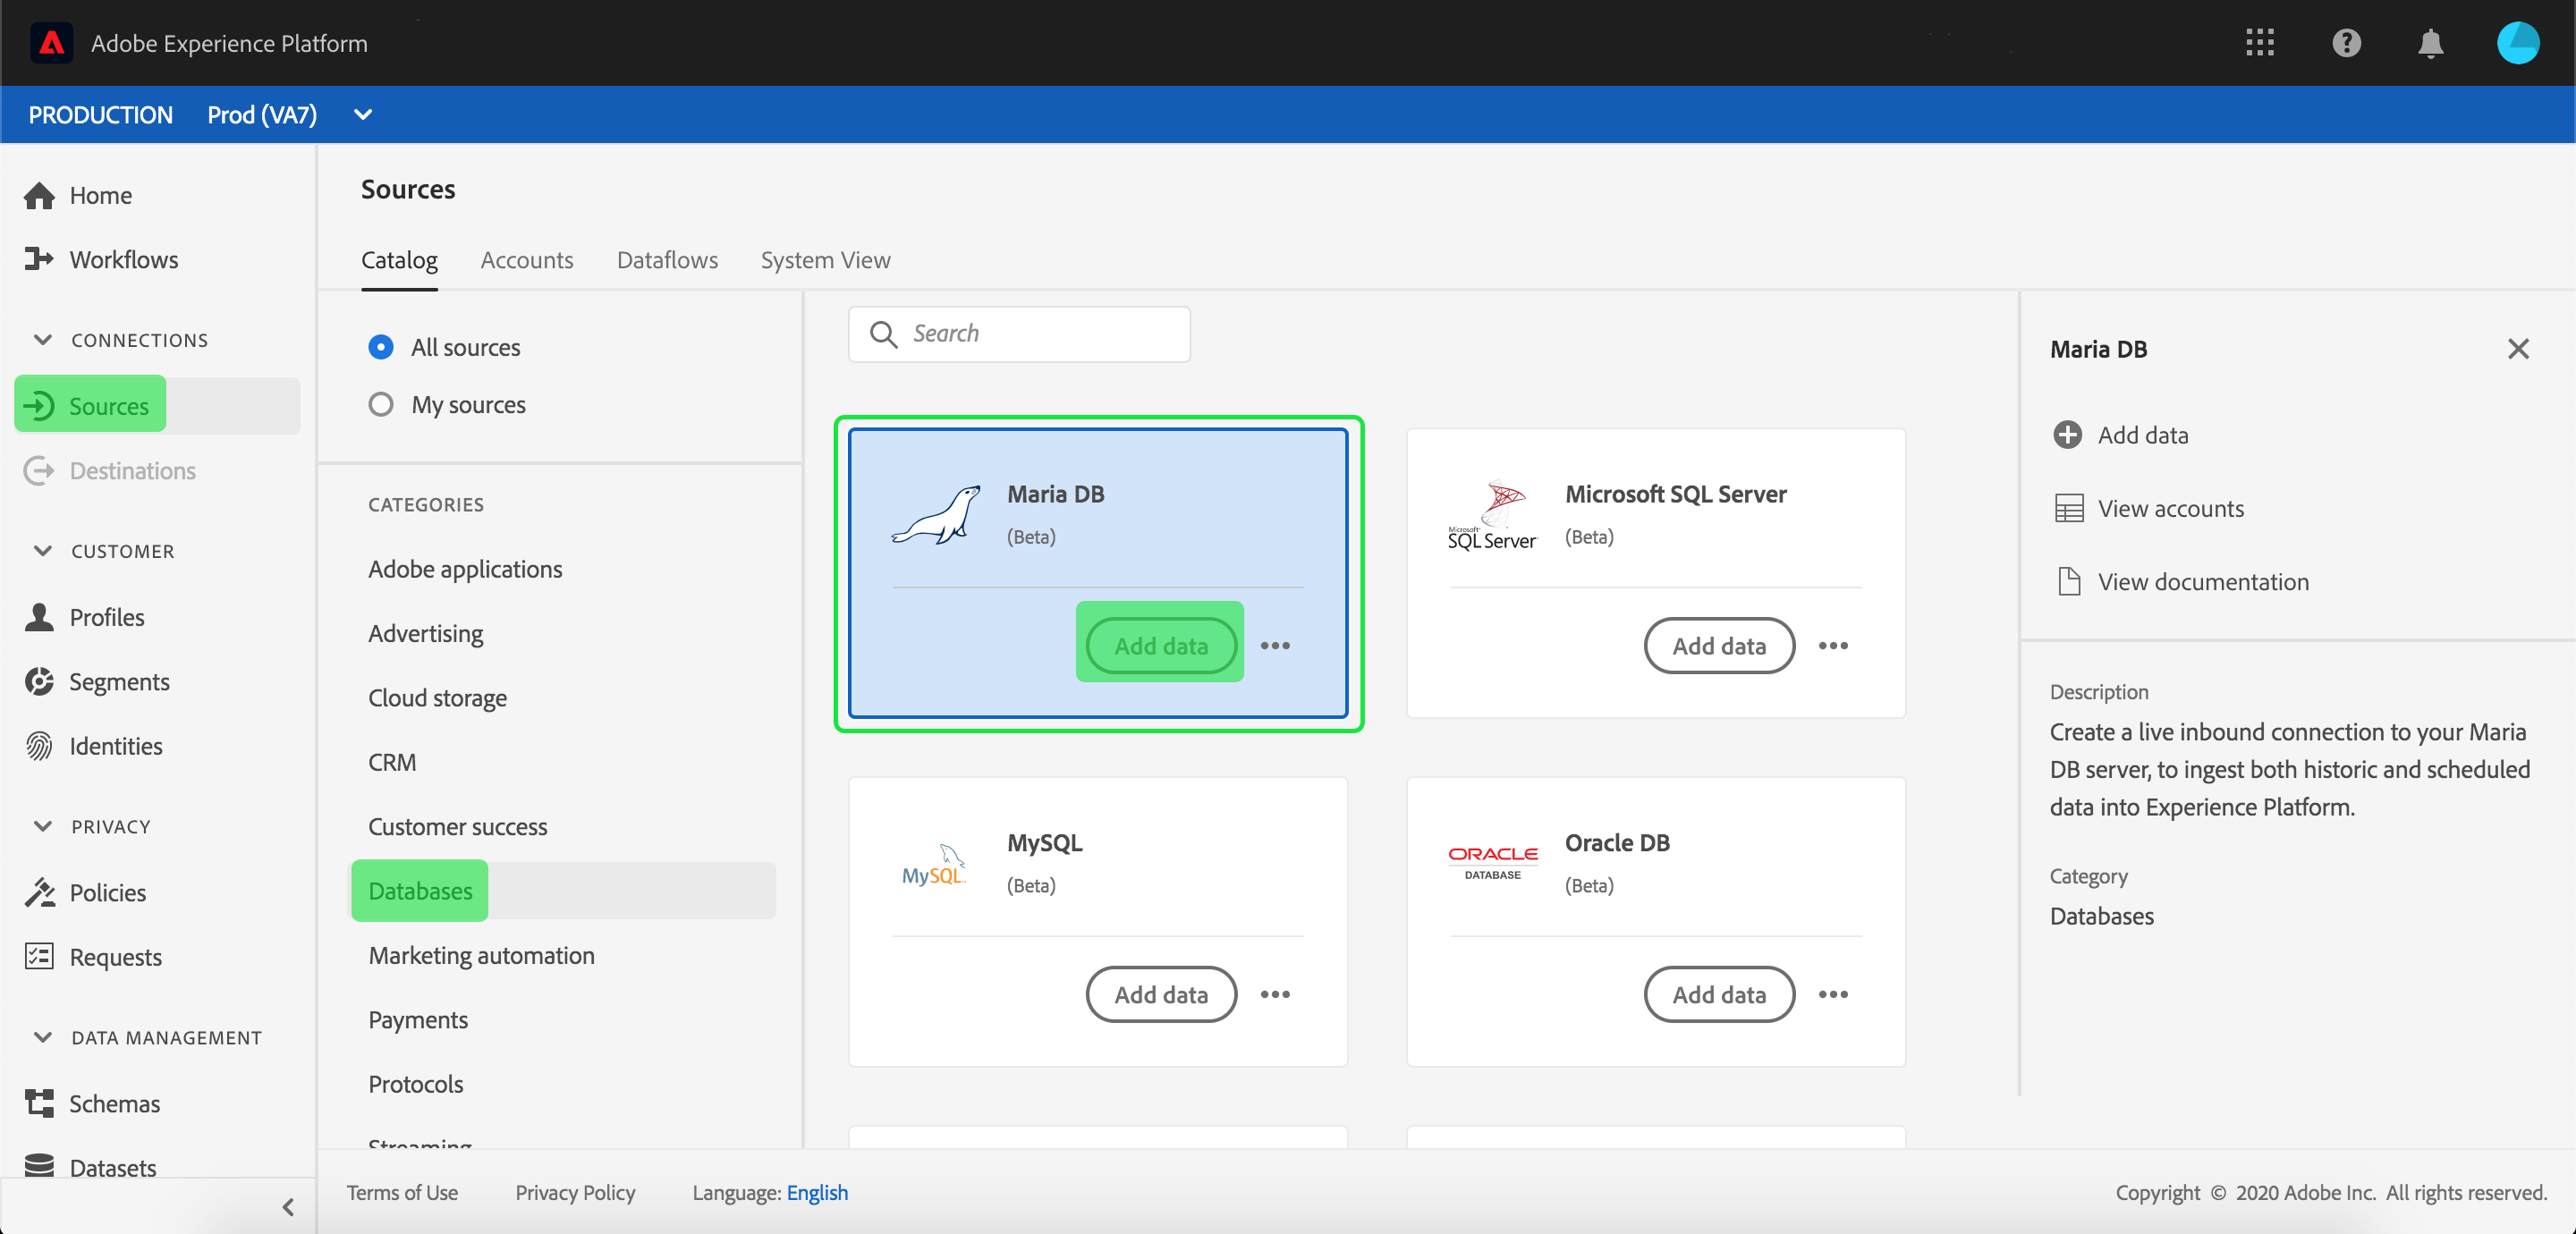 Adobe Experience Platform
PRODUCTION Prod (VA7)
Home
Workflows
CONNECTIONS
Sources
Destinations
CUSTOMER
Profiles
Segments
Identities
PRIVACY
Policies
Requests
DATA MANAGEMENT
Schemas
Datasets
Sources
Catalog Accounts Dataflows System View
All sources
My sources
CATEGORIES
Adobe applications
Advertising
Cloud storage
CRM
Customer success
Databases
Marketing automation
Payments
Protocols
Streaming
Search
Maria DB
(Beta)
Add data
Microsoft
SQL Server
Microsoft SQL Server
(Beta)
Add data
MySQL
MySQL
(Beta)
Add data
ORACLE
DATABASE
Oracle DB
(Beta)
Add data
Maria DB
Add data
View accounts
View documentation
Description
Create a live inbound connection to your Maria
DB server, to ingest both historic and scheduled
data into Experience Platform.
Category
Databases
Terms of Use Privacy Policy Language: English
Copyright © 2020 Adobe Inc. All rights reserved.